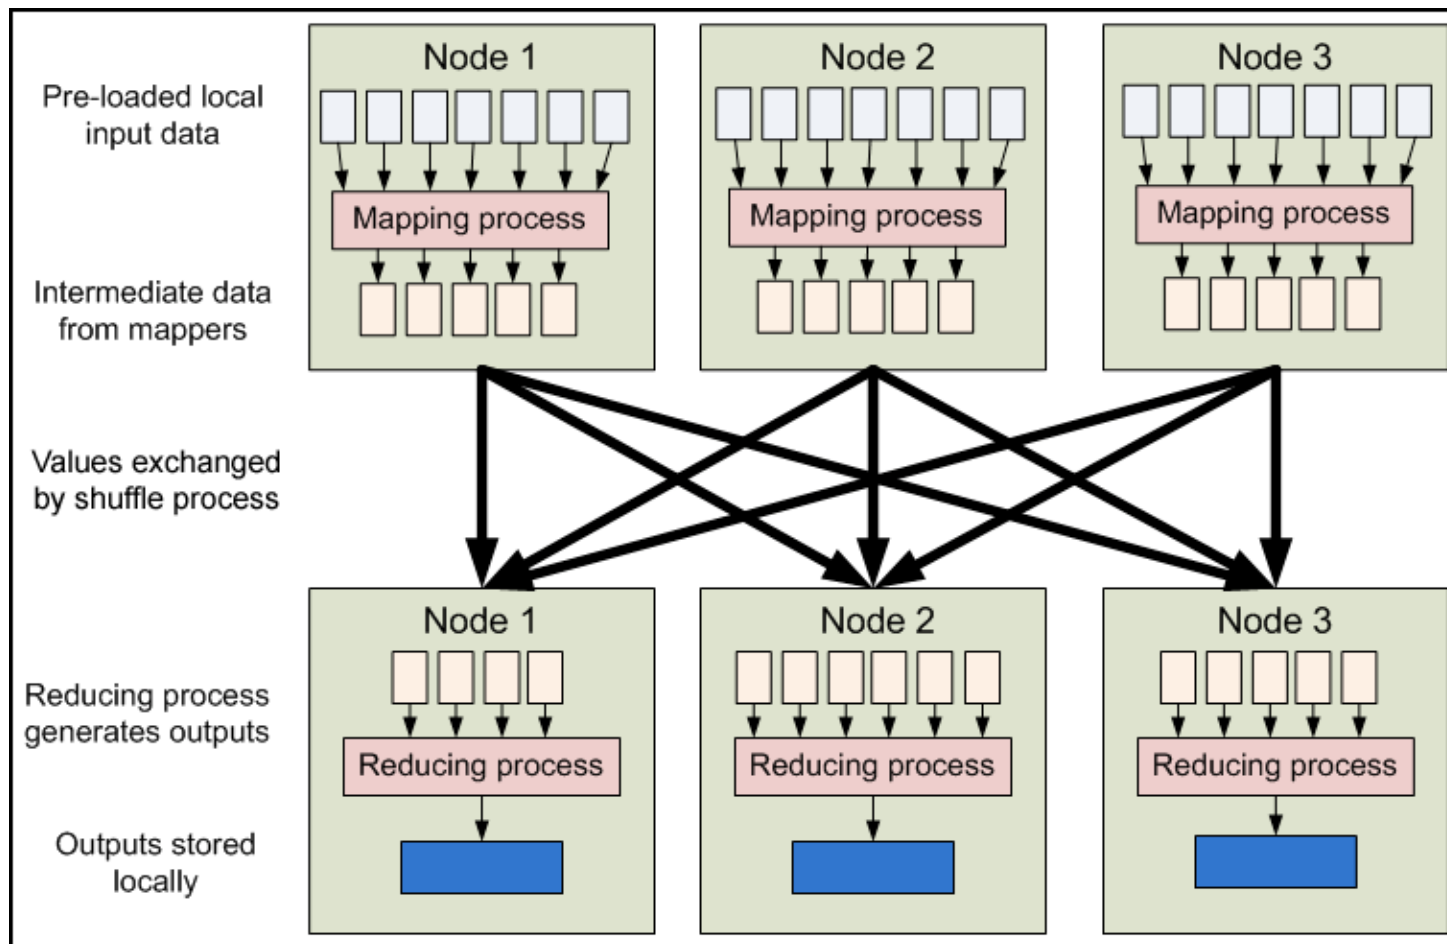 Node 1
Node 2
Node 3
Pre-loaded local
input data
Mapping process
Mapping process
Mapping process
Intermediate data
from mappers
Values exchanged
by shuffle process
Node 1
Node 2
Node 3
Reducing process
generates outputs
Reducing process
Reducing process
Reducing process
Outputs stored
locally